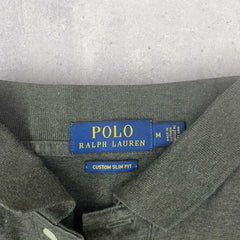 POLO
RALPH LAUREN
M
CUSTOM SLIM FIT